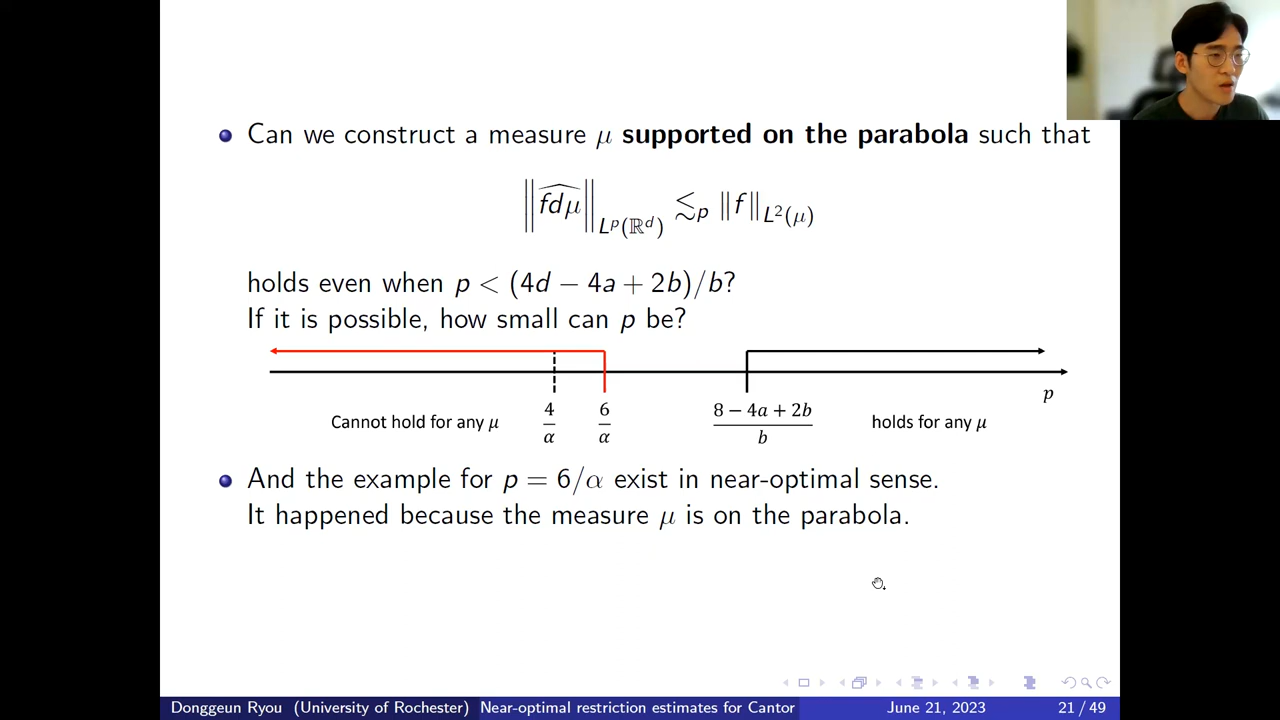 Can we construct a measure μ supported on the parabola such that
‖\widehat{fdμ}‖_{L^p(ℝ^d)} ≲_p ‖f‖_{L^2(μ)}
holds even when p < (4d − 4a + 2b)/b?
If it is possible, how small can p be?
Cannot hold for any μ 4/α 6/α (8 − 4a + 2b)/b holds for any μ p
And the example for p = 6/α exist in near-optimal sense.
It happened because the measure μ is on the parabola.
Donggeun Ryou (University of Rochester) Near-optimal restriction estimates for Cantor June 21, 2023 21 / 49